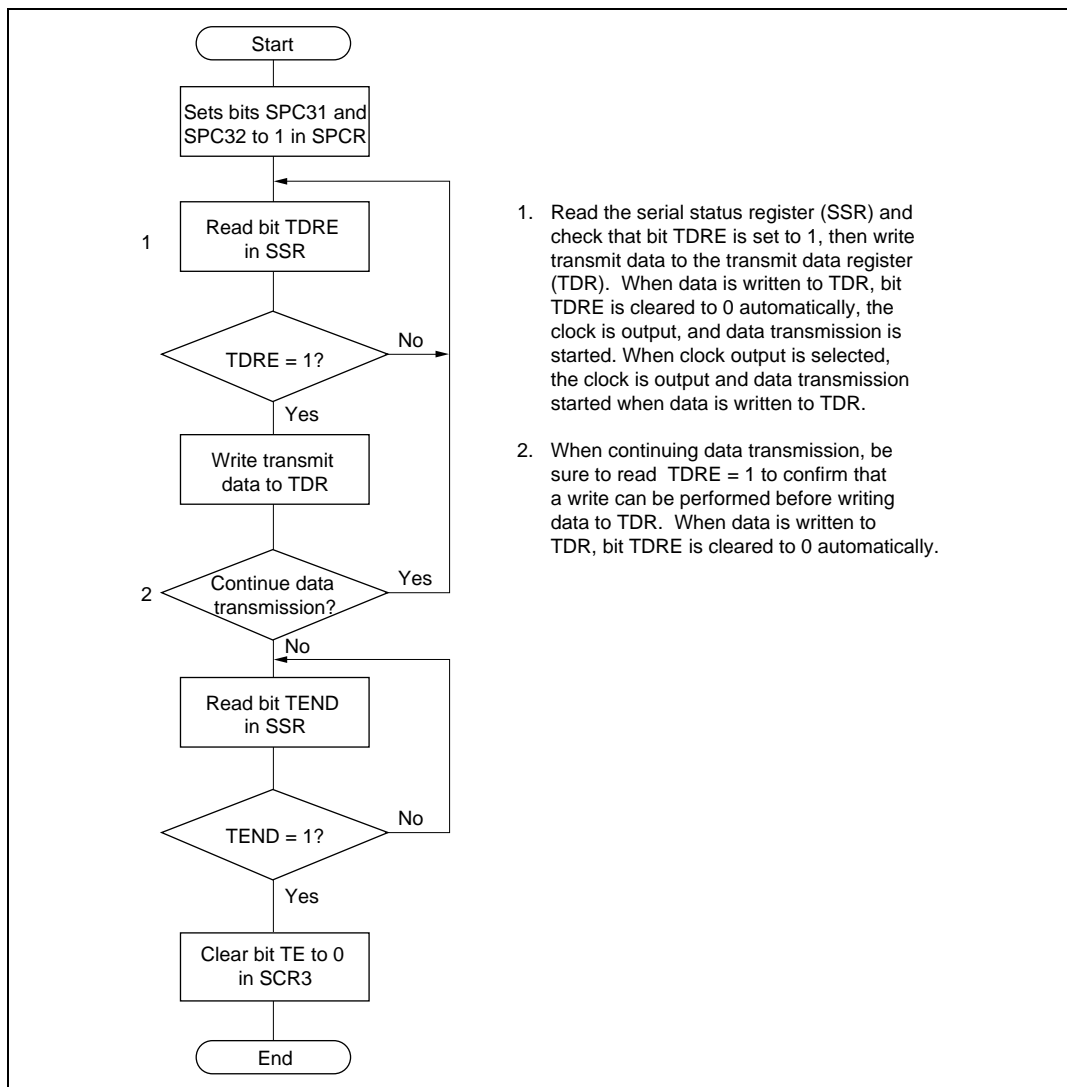 Start
Sets bits SPC31 and
SPC32 to 1 in SPCR
1
Read bit TDRE
in SSR
TDRE = 1?
No
Yes
Write transmit
data to TDR
2
Continue data
transmission?
Yes
No
Read bit TEND
in SSR
TEND = 1?
No
Yes
Clear bit TE to 0
in SCR3
End
1. Read the serial status register (SSR) and
check that bit TDRE is set to 1, then write
transmit data to the transmit data register
(TDR). When data is written to TDR, bit
TDRE is cleared to 0 automatically, the
clock is output, and data transmission is
started. When clock output is selected,
the clock is output and data transmission
started when data is written to TDR.
2. When continuing data transmission, be
sure to read TDRE = 1 to confirm that
a write can be performed before writing
data to TDR. When data is written to
TDR, bit TDRE is cleared to 0 automatically.